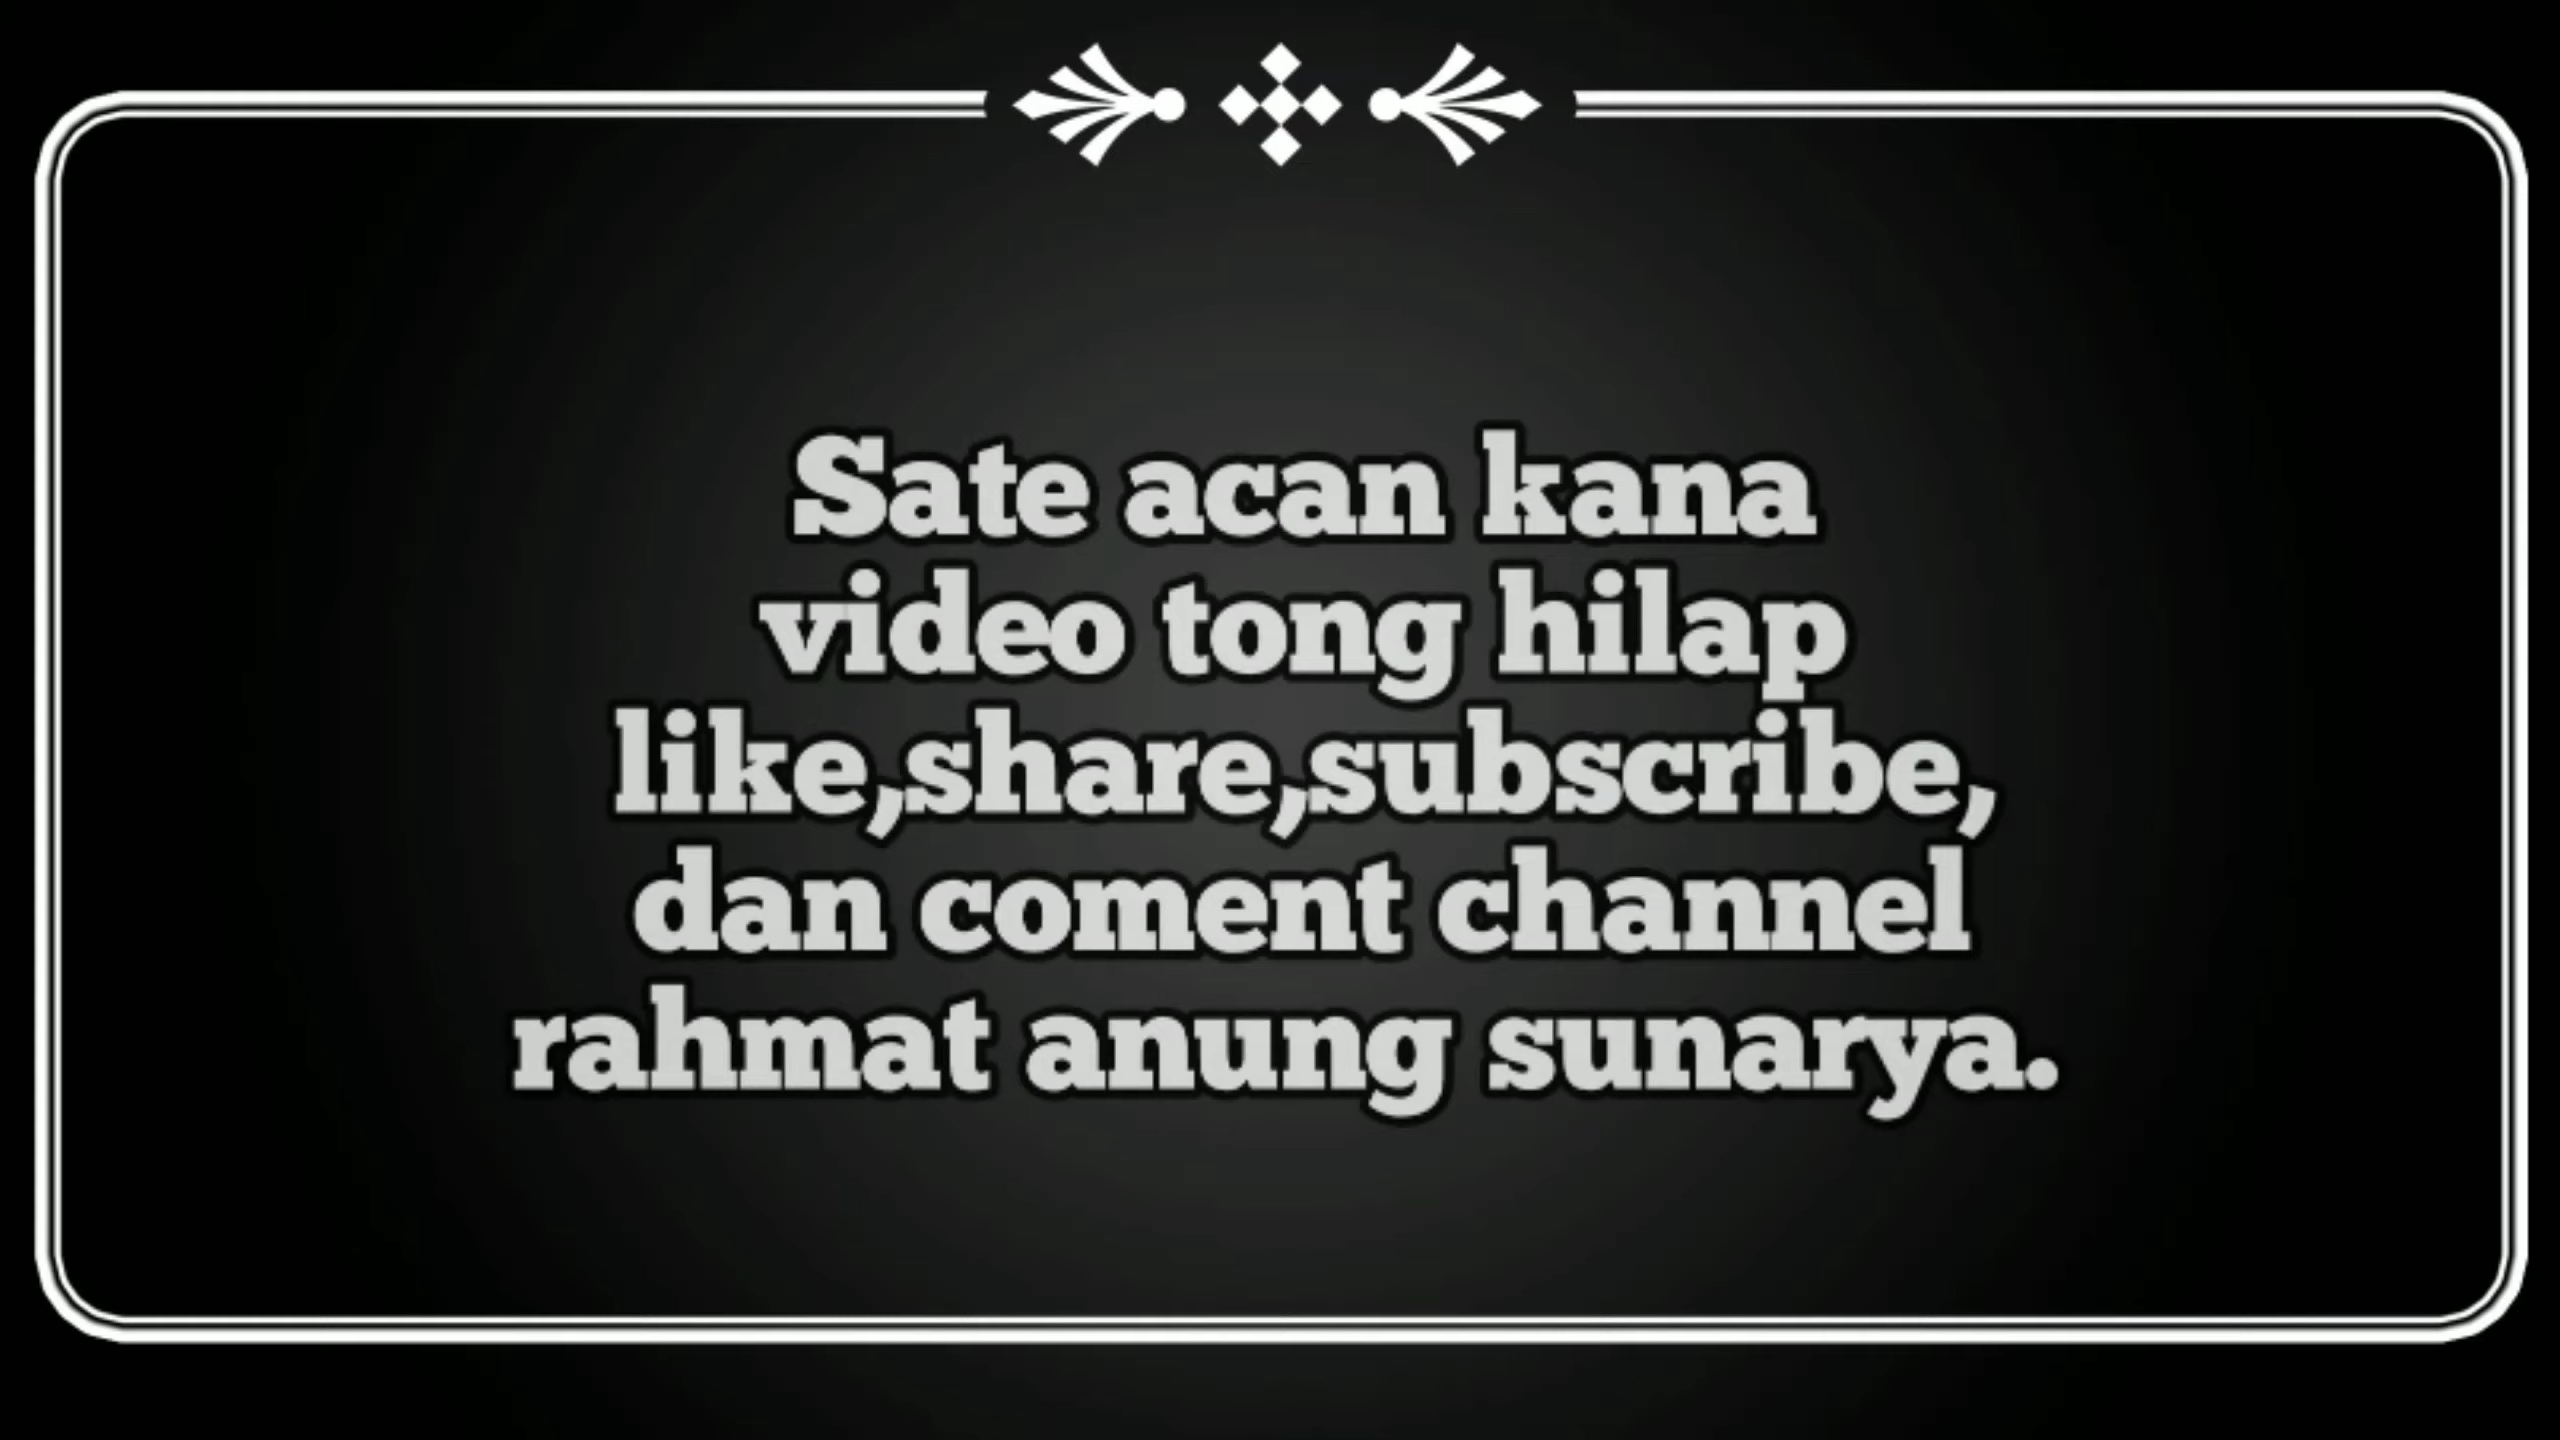 Sate acan kana
video tong hilap
like,share,subscribe,
dan coment channel
rahmat anung sunarya.